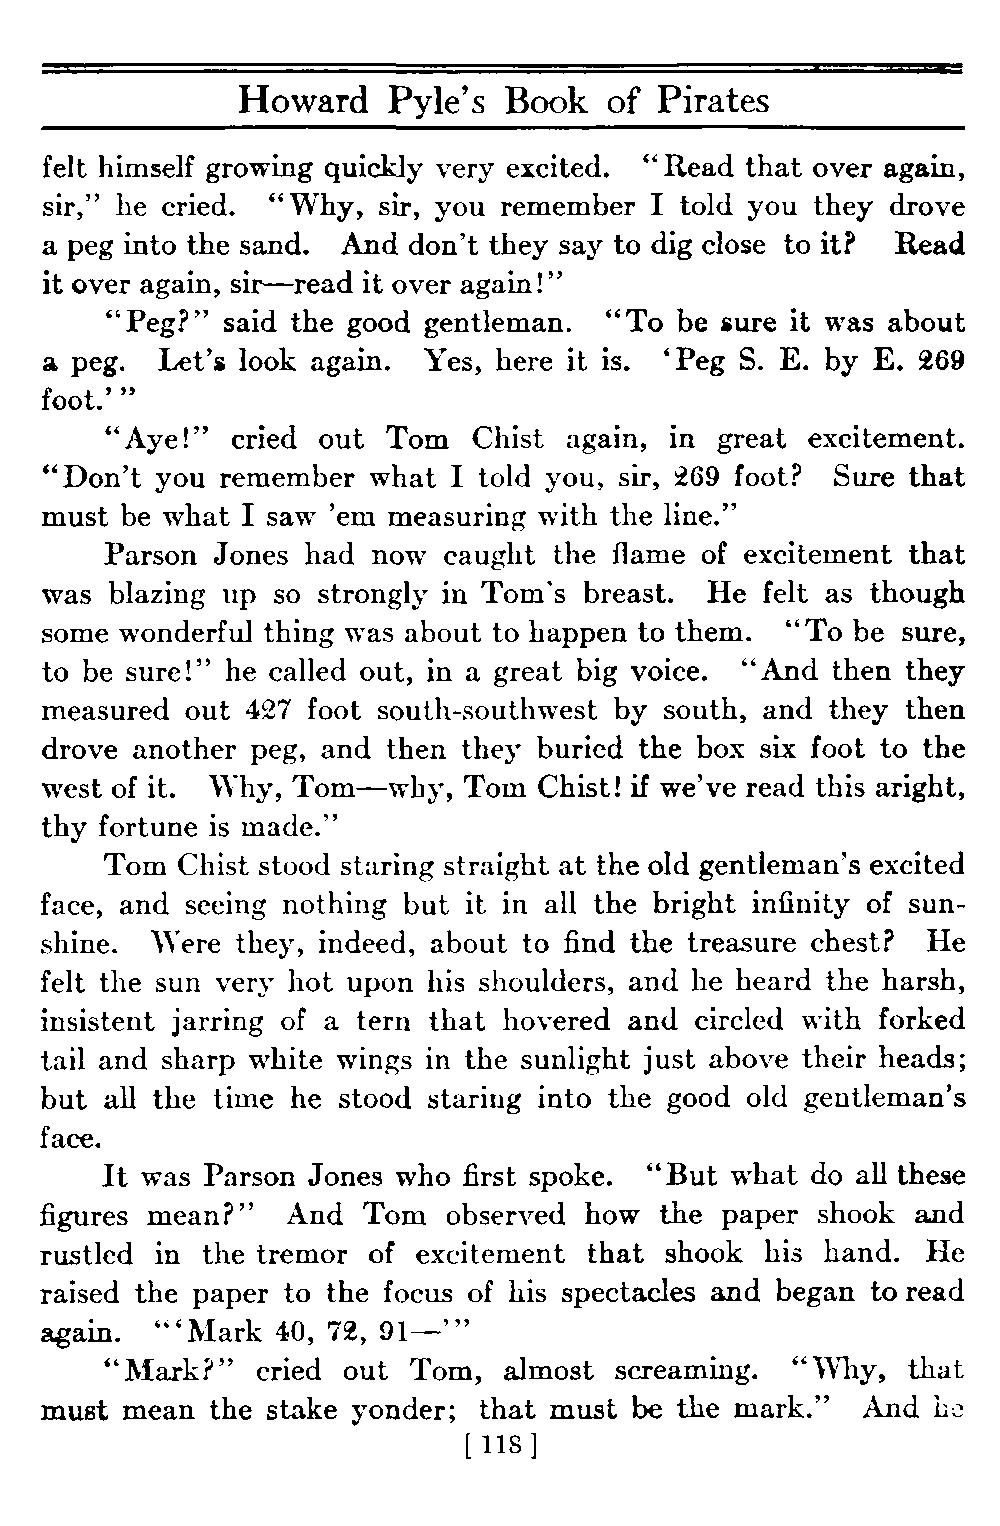 Howard Pyle's Book of Pirates
felt himself growing quickly very excited. "Read that over again,
sir," he cried. "Why, sir, you remember I told you they drove
a peg into the sand. And don't they say to dig close to it? Read
it over again, sir—read it over again!"
"Peg?" said the good gentleman. "To be sure it was about
a peg. Let's look again. Yes, here it is. 'Peg S. E. by E. 269
foot.'"
"Aye!" cried out Tom Chist again, in great excitement.
"Don't you remember what I told you, sir, 269 foot? Sure that
must be what I saw 'em measuring with the line."
Parson Jones had now caught the flame of excitement that
was blazing up so strongly in Tom's breast. He felt as though
some wonderful thing was about to happen to them. "To be sure,
to be sure!" he called out, in a great big voice. "And then they
measured out 427 foot south-southwest by south, and they then
drove another peg, and then they buried the box six foot to the
west of it. Why, Tom—why, Tom Chist! if we've read this aright,
thy fortune is made."
Tom Chist stood staring straight at the old gentleman's excited
face, and seeing nothing but it in all the bright infinity of sun-
shine. Were they, indeed, about to find the treasure chest? He
felt the sun very hot upon his shoulders, and he heard the harsh,
insistent jarring of a tern that hovered and circled with forked
tail and sharp white wings in the sunlight just above their heads;
but all the time he stood staring into the good old gentleman's
face.
It was Parson Jones who first spoke. "But what do all these
figures mean?" And Tom observed how the paper shook and
rustled in the tremor of excitement that shook his hand. He
raised the paper to the focus of his spectacles and began to read
again. "'Mark 40, 72, 91—'"
"Mark?" cried out Tom, almost screaming. "Why, that
must mean the stake yonder; that must be the mark." And he
[ 118 ]